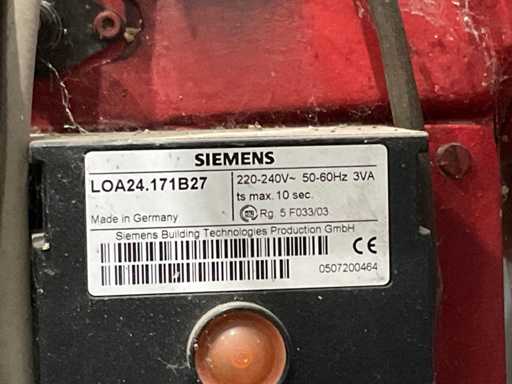 SIEMENS
LOA24.171B27
220-240V~ 50-60Hz 3VA
ts max. 10 sec.
Made in Germany
Rg. 5 F033/03
Siemens Building Technologies Production GmbH
CE
0507200464